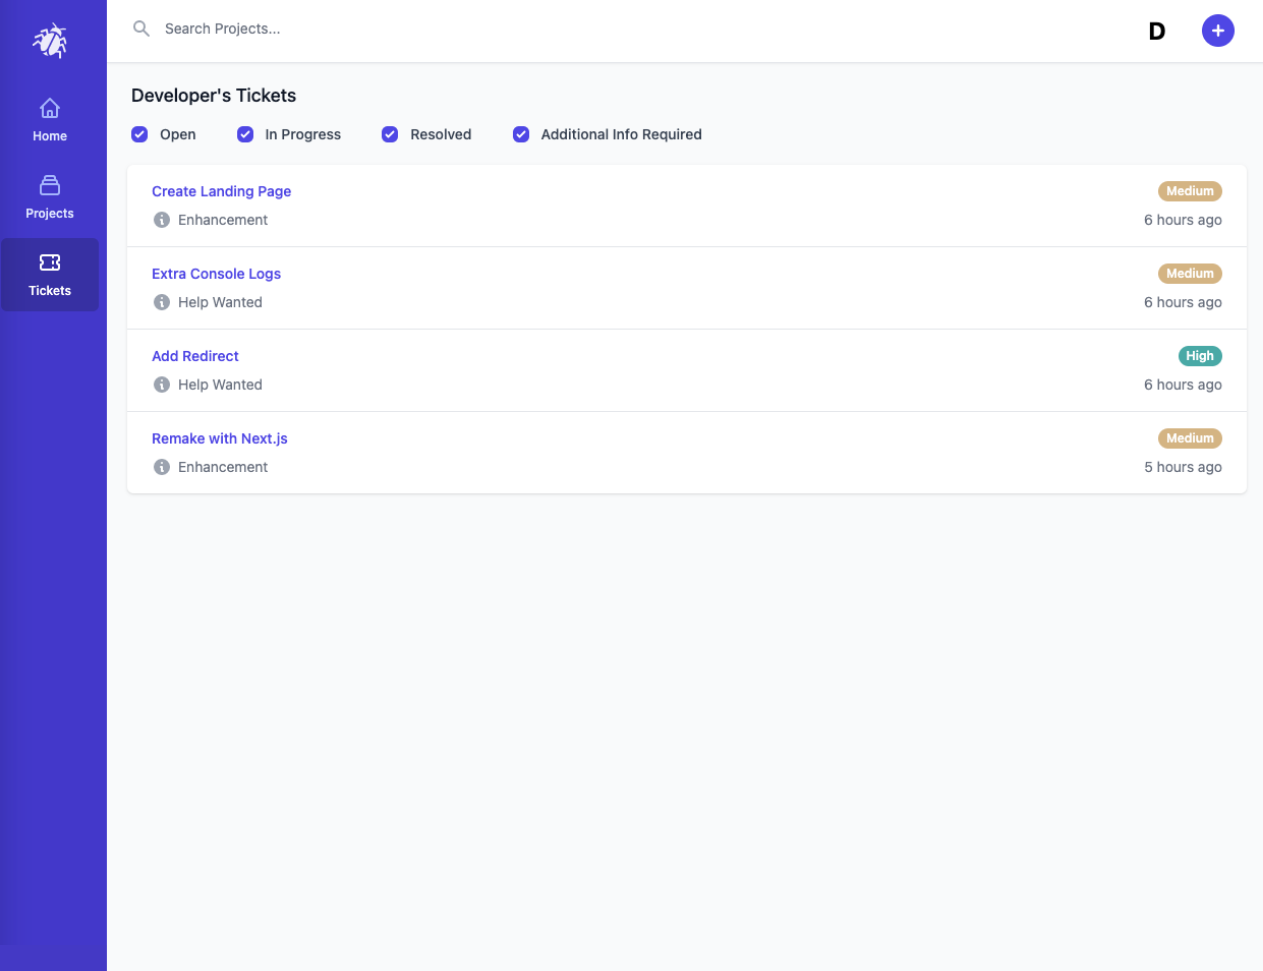 Search Projects...
D
Home
Projects
Tickets
Developer's Tickets
Open In Progress Resolved Additional Info Required
Create Landing Page Medium
Enhancement 6 hours ago
Extra Console Logs Medium
Help Wanted 6 hours ago
Add Redirect High
Help Wanted 6 hours ago
Remake with Next.js Medium
Enhancement 5 hours ago